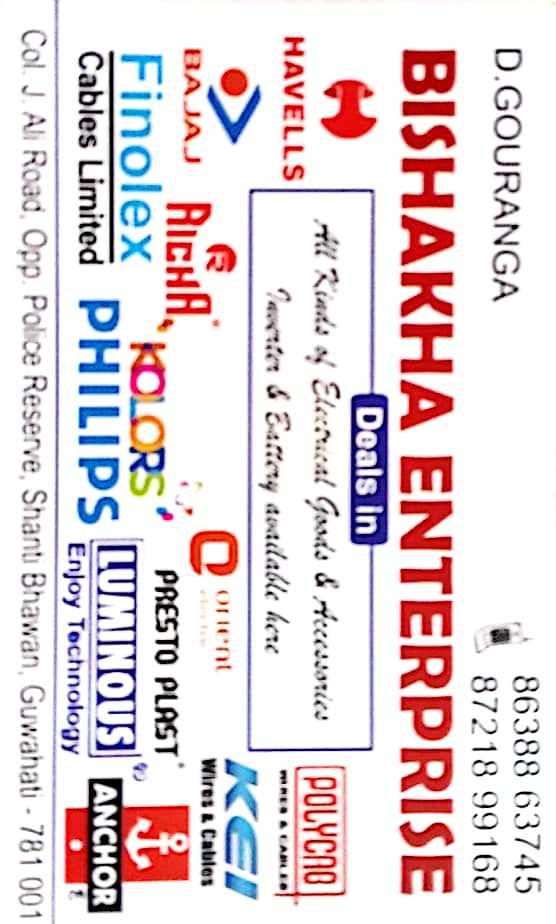 D.GOURANGA
86388 63745
87218 99168
BISHAKHA ENTERPRISE
Deals in
All Kinds of Electrical Goods & Accessories
Inverter & Battery available here
HAVELLS
POLYCAB
WIRES & CABLES
BAJAJ
R
RICHA
orient
electric
KEI
Wires & Cables
Finolex
Cables Limited
KOLORS
PHILIPS
PRESTO PLAST
LUMINOUS
Enjoy Technology
ANCHOR
Col. J. Ali Road, Opp. Police Reserve, Shanti Bhawan, Guwahati - 781 001